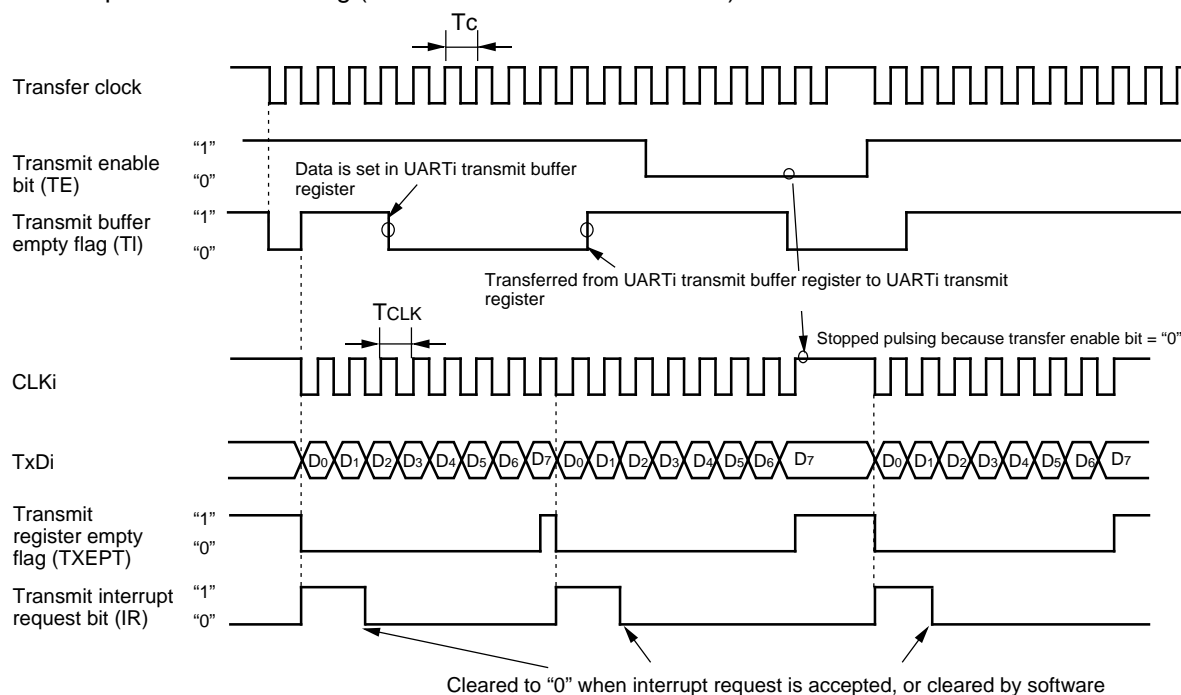 Tc
Transfer clock
Transmit enable
bit (TE)
“1”
“0”
Data is set in UARTi transmit buffer
register
Transmit buffer
empty flag (TI)
“1”
“0”
Transferred from UARTi transmit buffer register to UARTi transmit
register
TCLK
Stopped pulsing because transfer enable bit = “0”
CLKi
TxDi
D0 D1 D2 D3 D4 D5 D6 D7 D0 D1 D2 D3 D4 D5 D6 D7 D0 D1 D2 D3 D4 D5 D6 D7
Transmit
register empty
flag (TXEPT)
“1”
“0”
Transmit interrupt
request bit (IR)
“1”
“0”
Cleared to “0” when interrupt request is accepted, or cleared by software